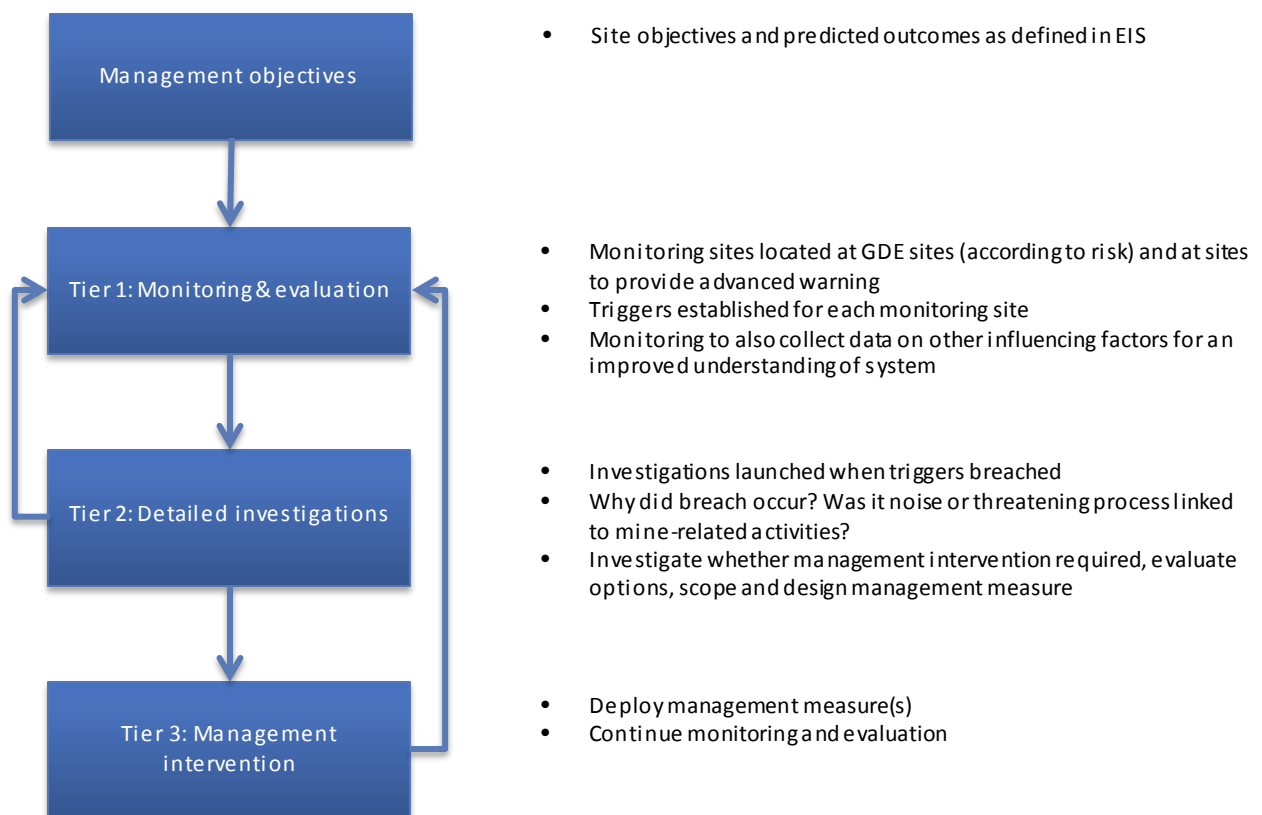 Management objectives
• Site objectives and predicted outcomes as defined in EIS
Tier 1: Monitoring & evaluation
• Monitoring sites located at GDE sites (according to risk) and at sites
to provide advanced warning
• Triggers established for each monitoring site
• Monitoring to also collect data on other influencing factors for an
improved understanding of system
Tier 2: Detailed investigations
• Investigations launched when triggers breached
• Why did breach occur? Was it noise or threatening process linked
to mine-related activities?
• Investigate whether management intervention required, evaluate
options, scope and design management measure
Tier 3: Management
intervention
• Deploy management measure(s)
• Continue monitoring and evaluation